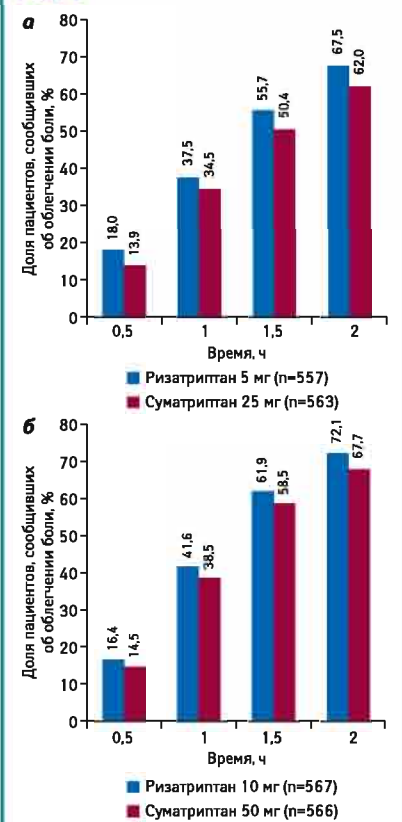 а
80
70
60
50
40
30
20
10
0
Доля пациентов, сообщивших
об облегчении боли, %
18,0
13,9
37,5
34,5
55,7
50,4
67,5
62,0
0,5 1 1,5 2
Время, ч
Ризатриптан 5 мг (n=557)
Суматриптан 25 мг (n=563)
б
80
70
60
50
40
30
20
10
0
Доля пациентов, сообщивших
об облегчении боли, %
16,4
14,5
41,6
38,5
61,9
58,5
72,1
67,7
0,5 1 1,5 2
Время, ч
Ризатриптан 10 мг (n=567)
Суматриптан 50 мг (n=566)